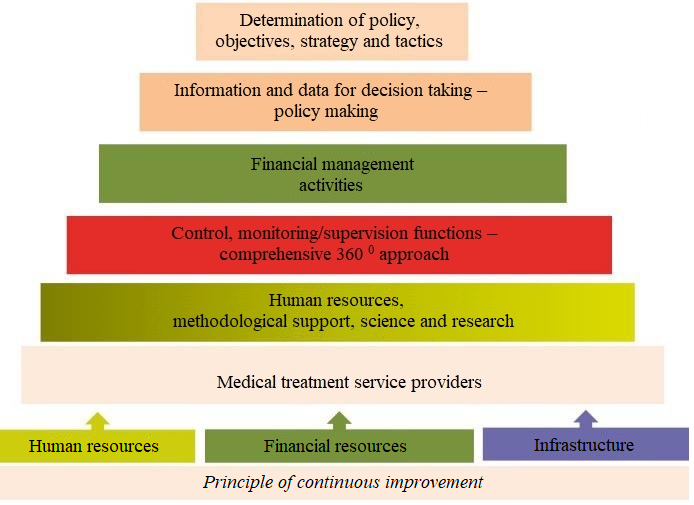 Determination of policy,
objectives, strategy and tactics
Information and data for decision taking –
policy making
Financial management
activities
Control, monitoring/supervision functions –
comprehensive 360 ⁰ approach
Human resources,
methodological support, science and research
Medical treatment service providers
Human resources
Financial resources
Infrastructure
Principle of continuous improvement